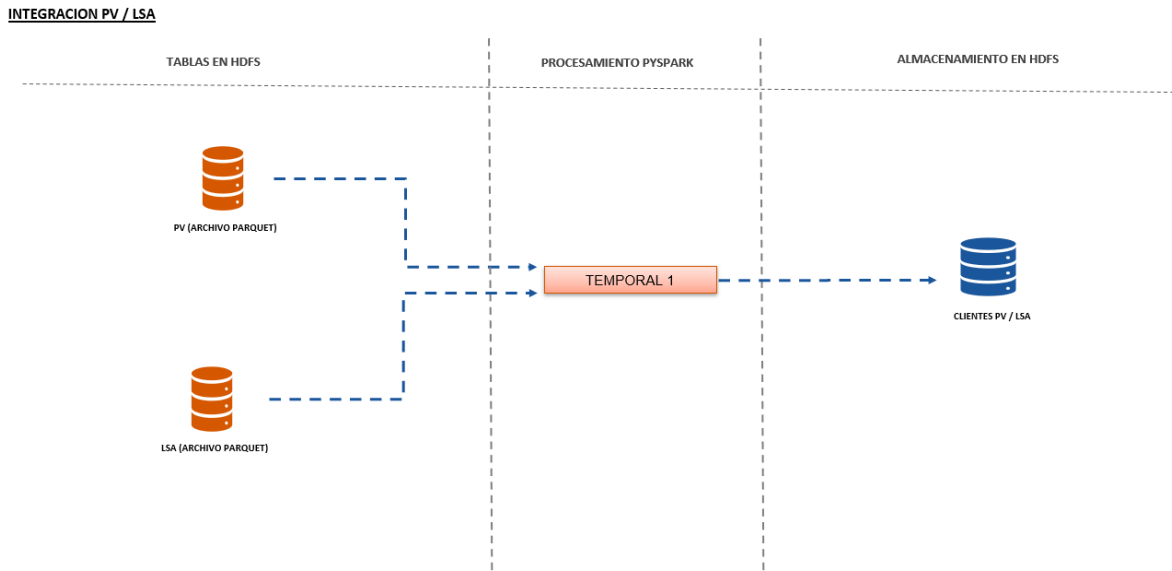 INTEGRACION PV / LSA
TABLAS EN HDFS
PROCESAMIENTO PYSPARK
ALMACENAMIENTO EN HDFS
PV (ARCHIVO PARQUET)
TEMPORAL 1
CLIENTES PV / LSA
LSA (ARCHIVO PARQUET)